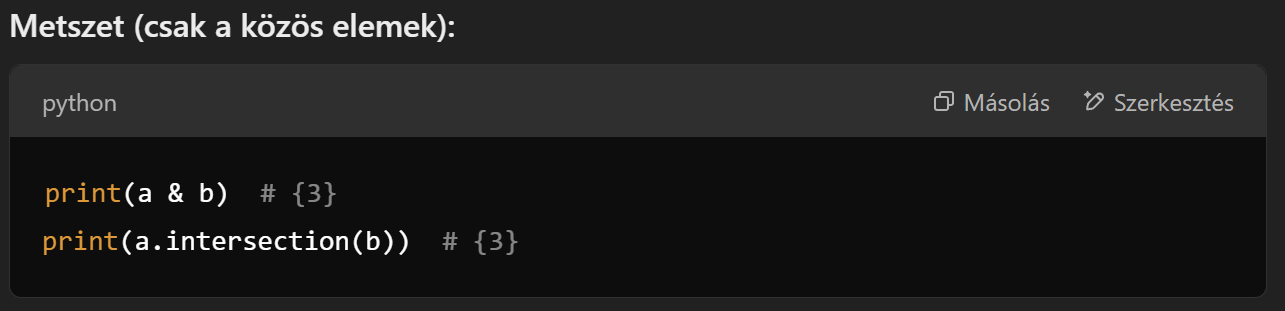 Metszet (csak a közös elemek):
python
Másolás
Szerkesztés
print(a & b)  # {3}
print(a.intersection(b))  # {3}